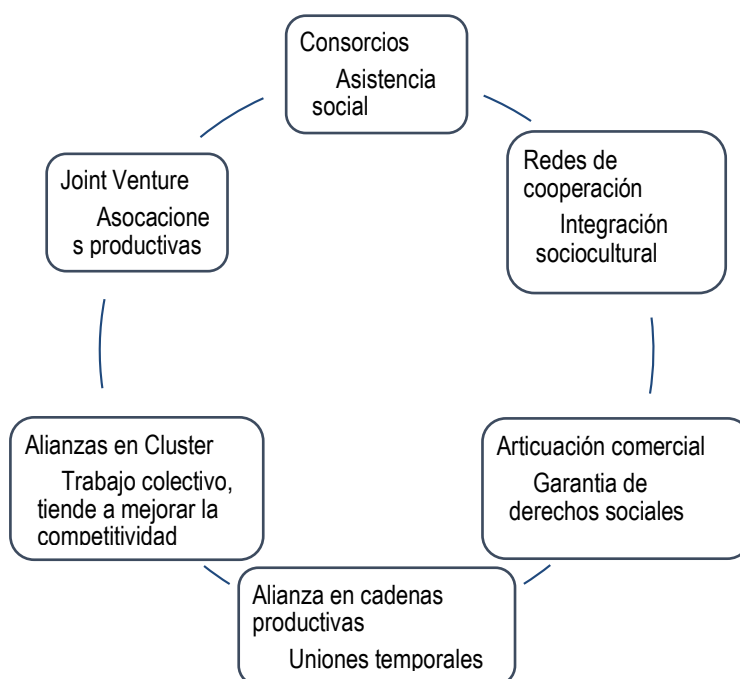 Consorcios
Asistencia
social
Redes de
cooperación
Integración
sociocultural
Articuación comercial
Garantia de
derechos sociales
Alianza en cadenas
productivas
Uniones temporales
Alianzas en Cluster
Trabajo colectivo,
tiende a mejorar la
competitividad
Joint Venture
Asocacione
s productivas